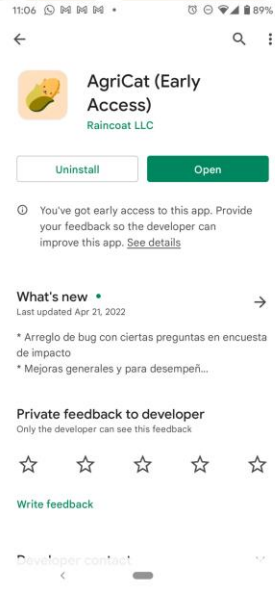 11:06
89%
AgriCat (Early
Access)
Raincoat LLC
Uninstall
Open
You've got early access to this app. Provide
your feedback so the developer can
improve this app. See details
What's new
Last updated Apr 21, 2022
* Arreglo de bug con ciertas preguntas en encuesta
de impacto
* Mejoras generales y para desempeñ...
Private feedback to developer
Only the developer can see this feedback
Write feedback
Developer contact